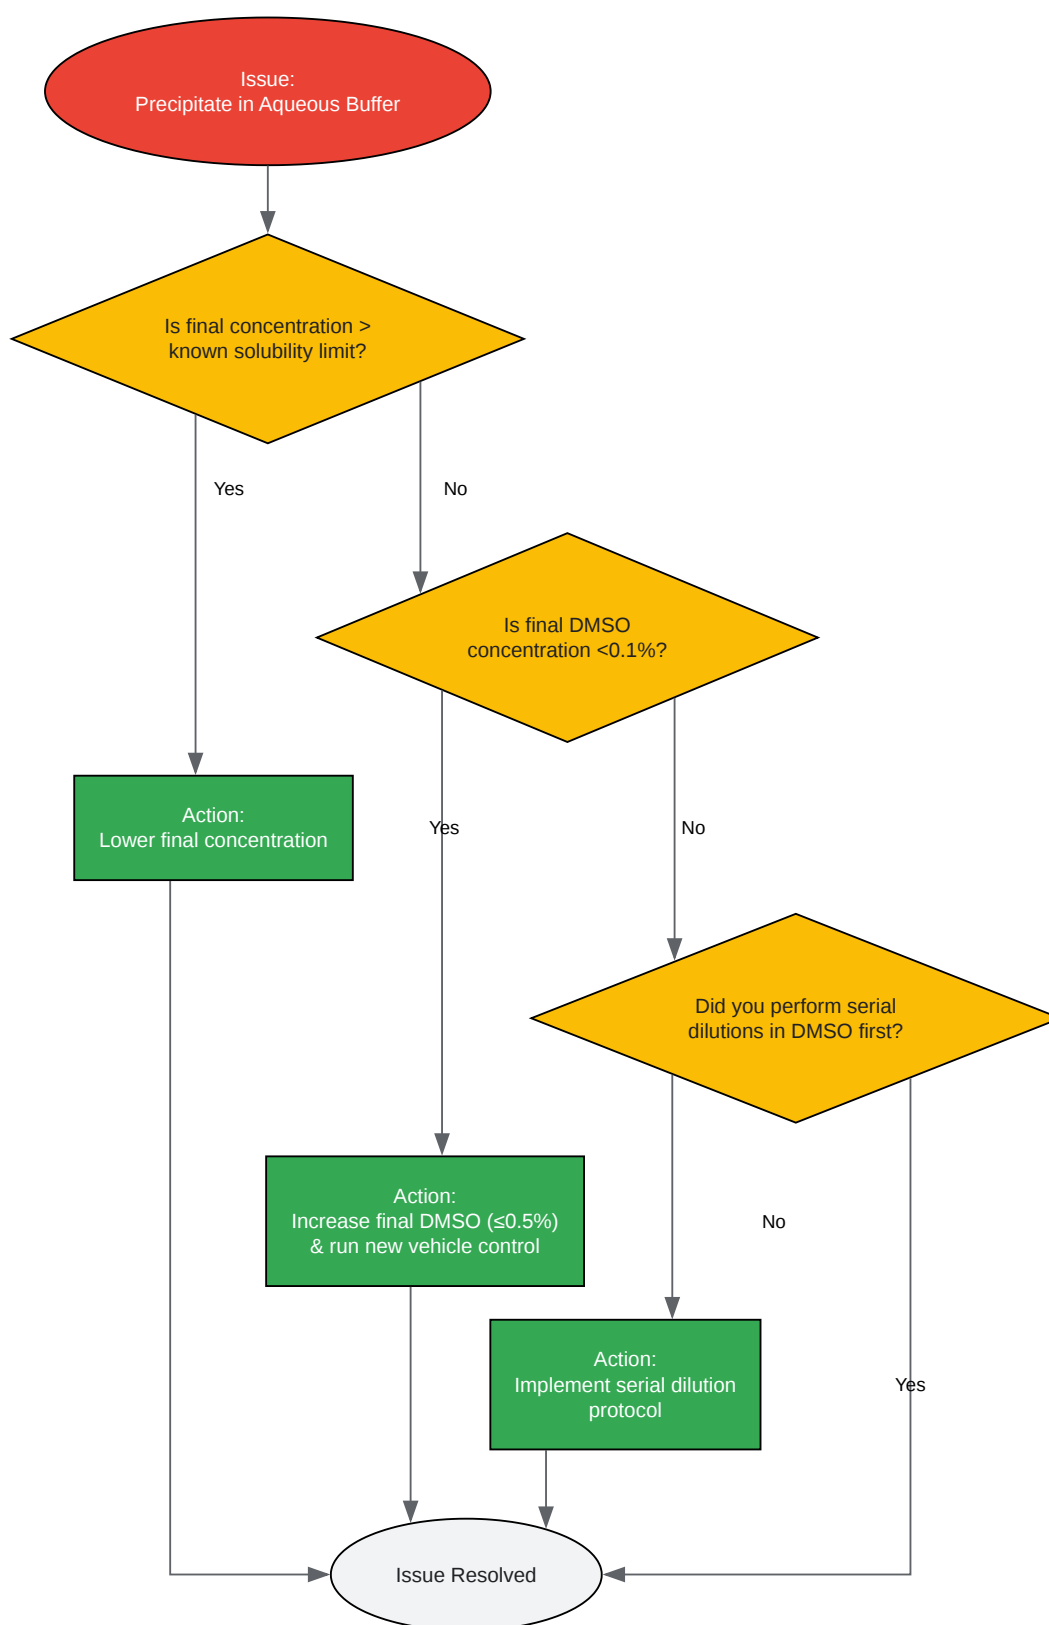 Issue:
Precipitate in Aqueous Buffer
Is final concentration >
known solubility limit?
Yes
No
Is final DMSO
concentration <0.1%?
Action:
Lower final concentration
Yes
No
Did you perform serial
dilutions in DMSO first?
Action:
Increase final DMSO (≤0.5%)
& run new vehicle control
No
Action:
Implement serial dilution
protocol
Yes
Issue Resolved